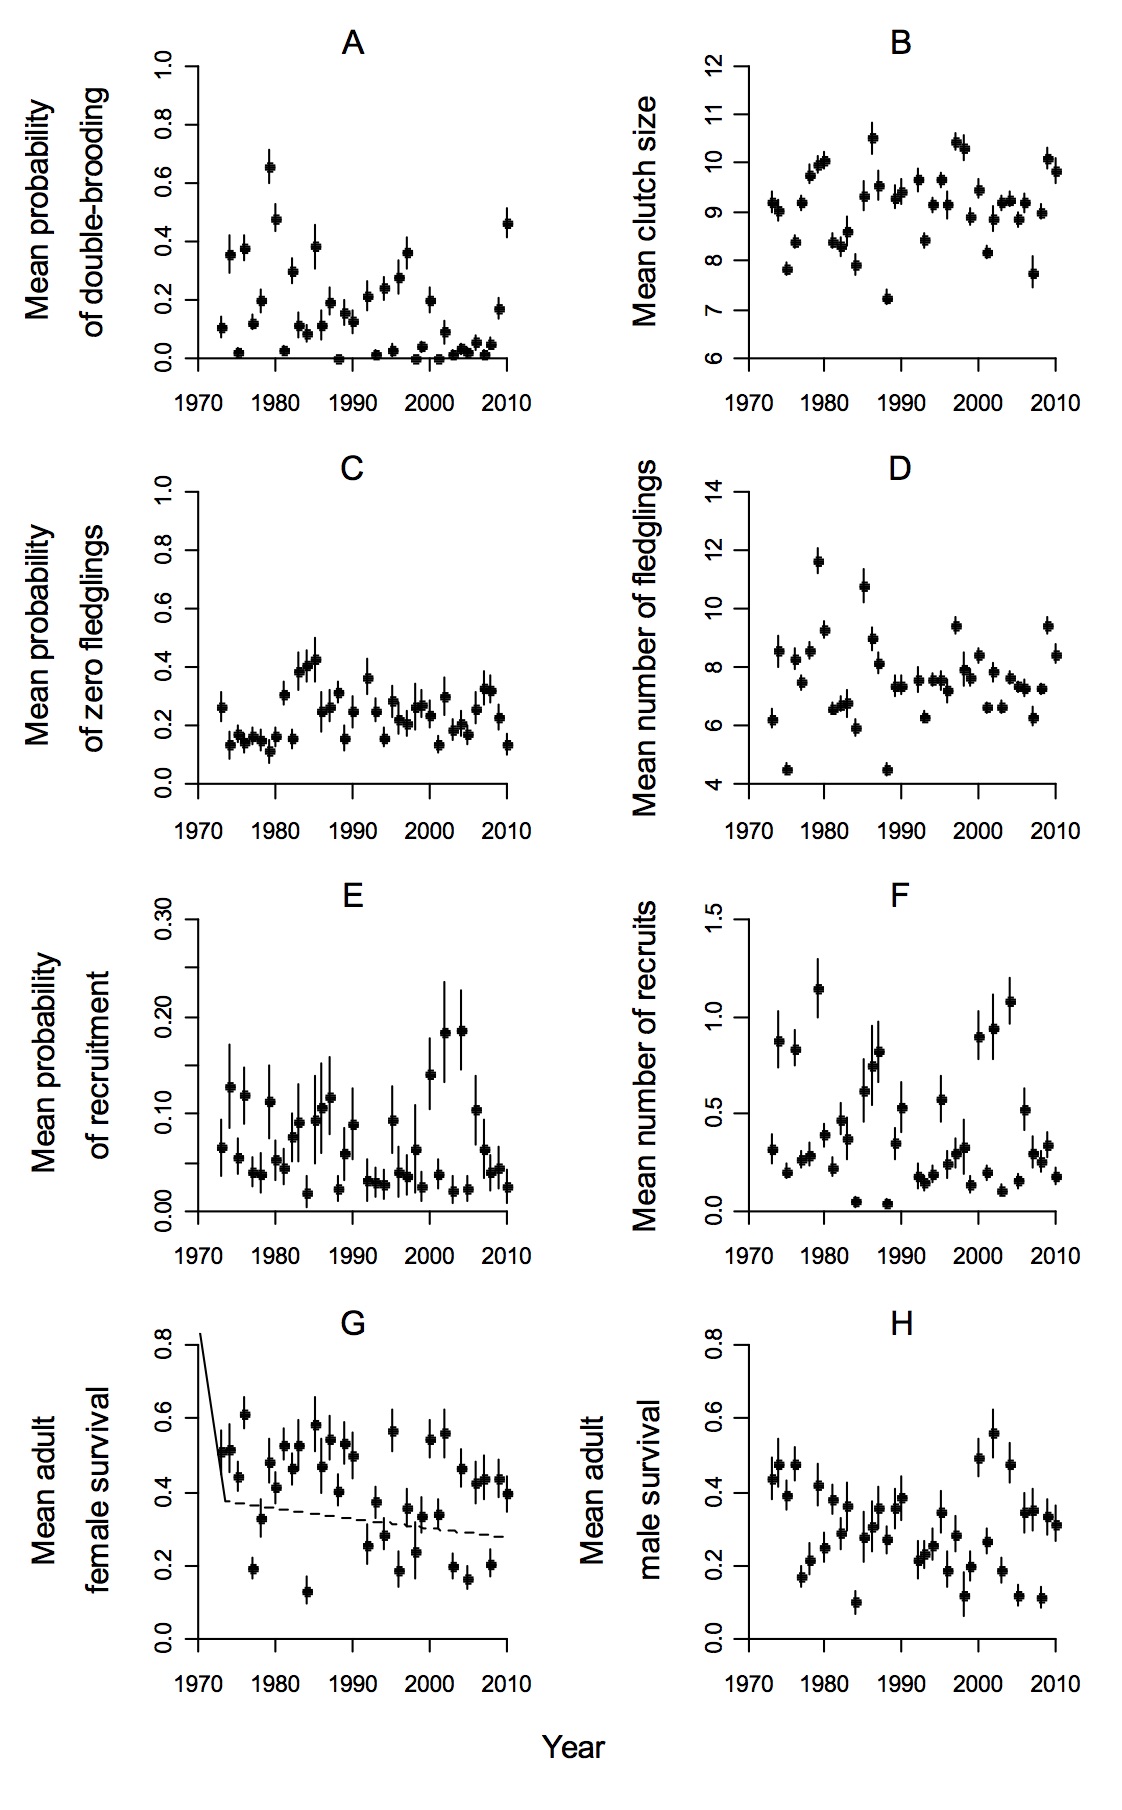 A
Mean probability
of double-brooding
0.0 0.2 0.4 0.6 0.8 1.0
1970 1980 1990 2000 2010
B
Mean clutch size
6 7 8 9 10 11 12
1970 1980 1990 2000 2010
C
Mean probability
of zero fledglings
0.0 0.2 0.4 0.6 0.8 1.0
1970 1980 1990 2000 2010
D
Mean number of fledglings
4 6 8 10 12 14
1970 1980 1990 2000 2010
E
Mean probability
of recruitment
0.00 0.10 0.20 0.30
1970 1980 1990 2000 2010
F
Mean number of recruits
0.0 0.5 1.0 1.5
1970 1980 1990 2000 2010
G
Mean adult
female survival
0.0 0.2 0.4 0.6 0.8
1970 1980 1990 2000 2010
H
Mean adult
male survival
0.0 0.2 0.4 0.6 0.8
1970 1980 1990 2000 2010
Year